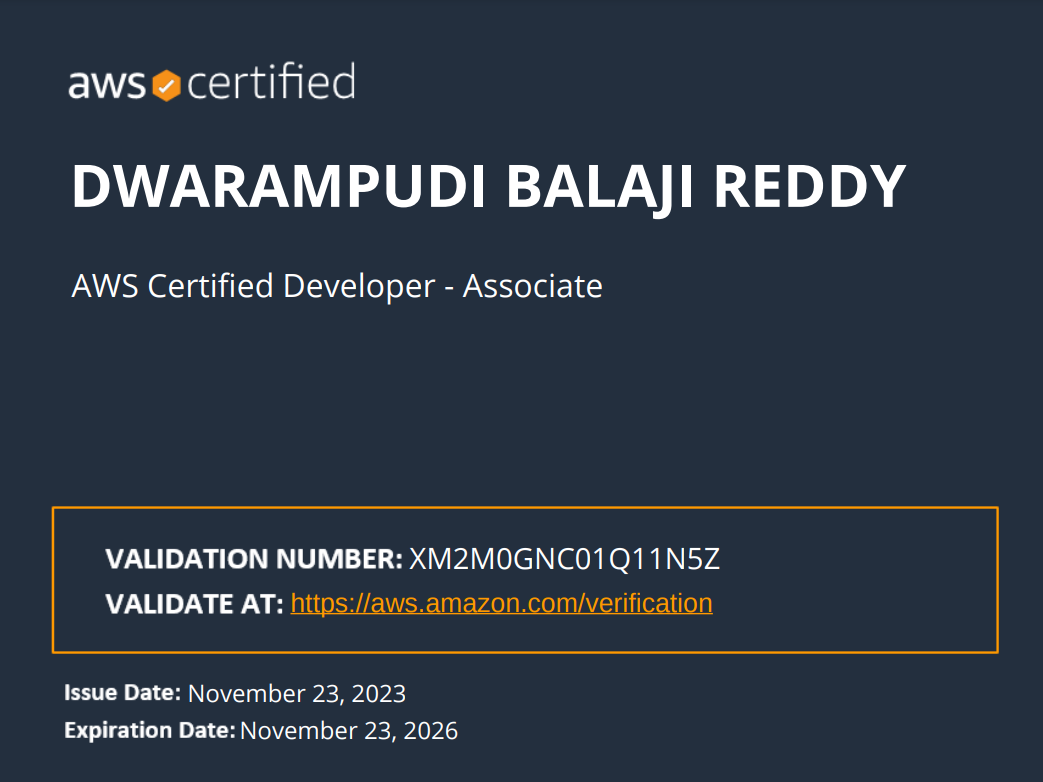 aws certified
DWARAMPUDI BALAJI REDDY
AWS Certified Developer - Associate
VALIDATION NUMBER: XM2M0GNC01Q11N5Z
VALIDATE AT: https://aws.amazon.com/verification
Issue Date: November 23, 2023
Expiration Date: November 23, 2026